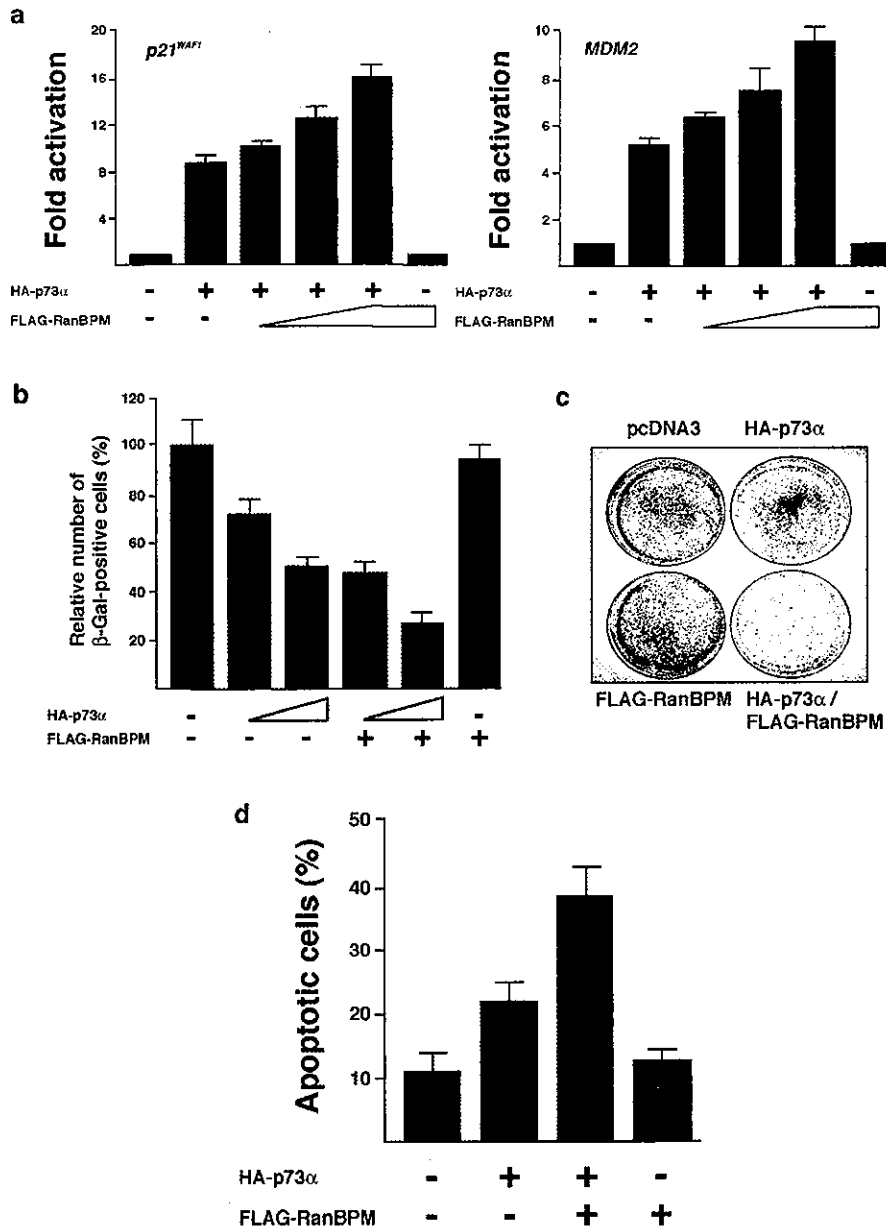 a
p21WAF1
Fold activation
20
16
12
8
4
HA-p73α - + + + + -
FLAG-RanBPM - -
MDM2
Fold activation
10
8
6
4
2
HA-p73α - + + + + -
FLAG-RanBPM - -
b
Relative number of
β-Gal-positive cells (%)
120
100
80
60
40
20
HA-p73α - -
FLAG-RanBPM - - - + + +
c
pcDNA3 HA-p73α
FLAG-RanBPM HA-p73α /
FLAG-RanBPM
d
Apoptotic cells (%)
50
40
30
20
10
HA-p73α - + + -
FLAG-RanBPM - - + +